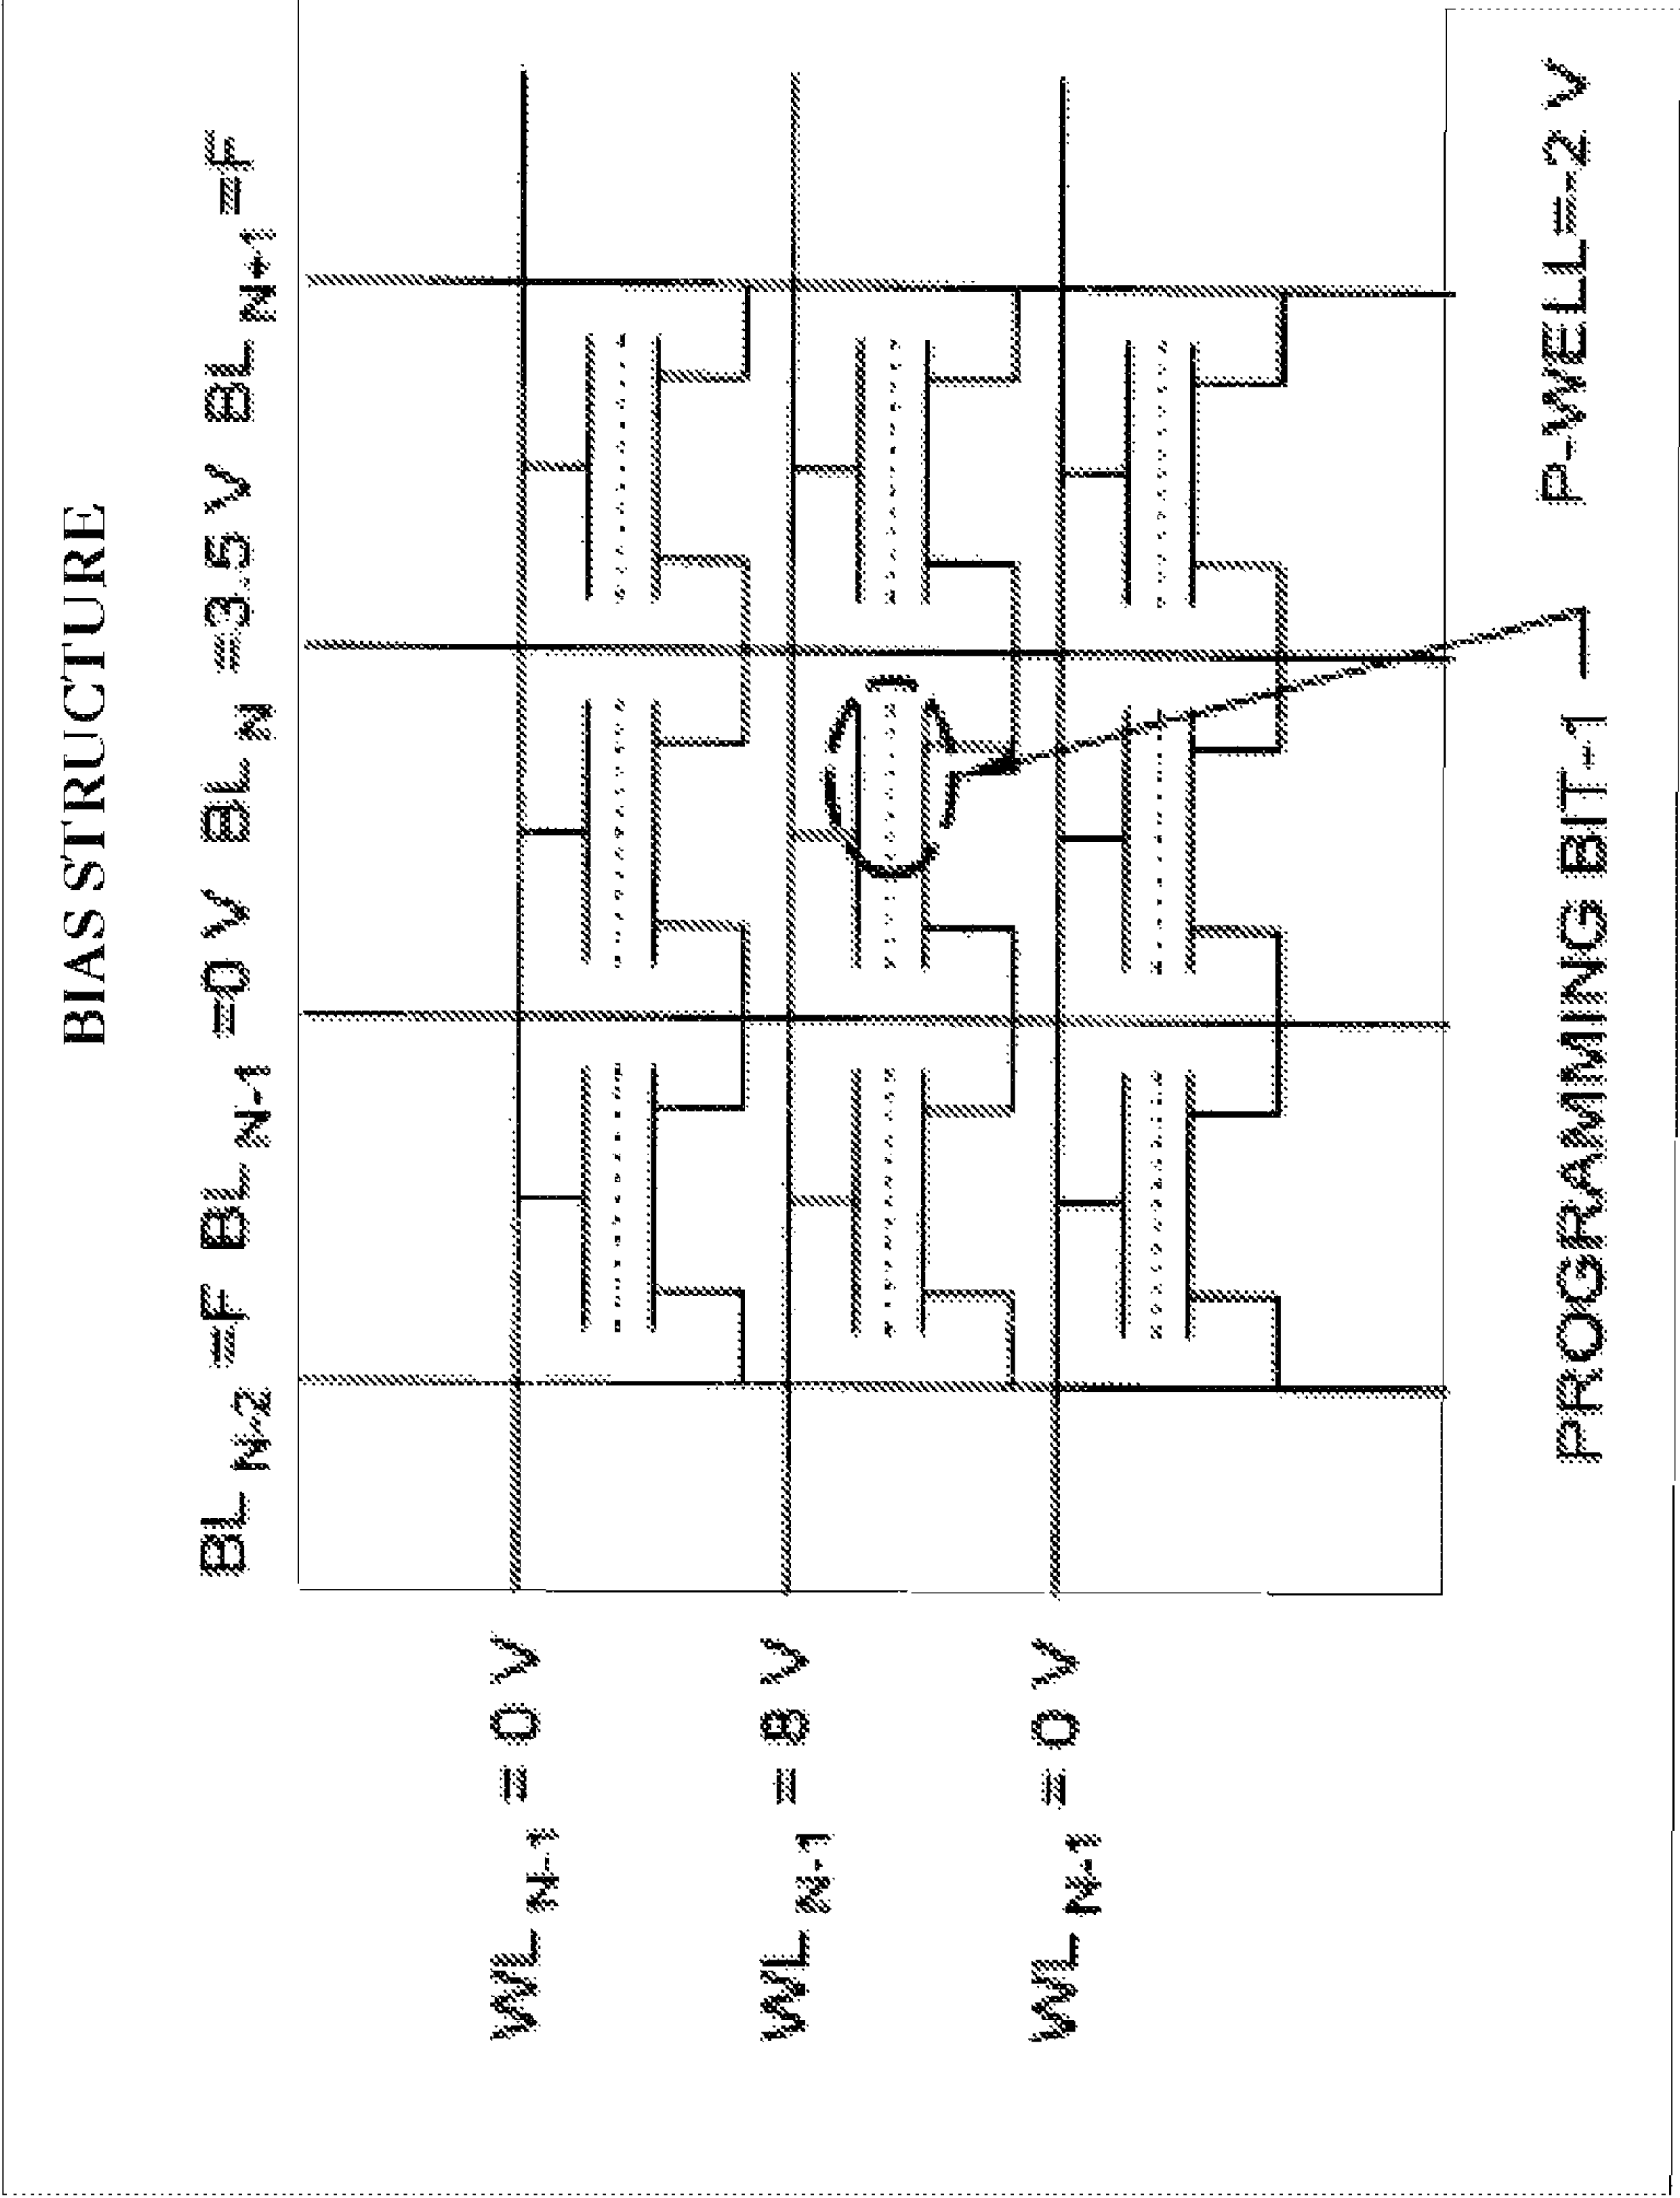 BIAS STRUCTURE
BL N-2 =F BL N-1 =0 V BL N =3.5 V BL N+1 =F
WL N-1 = 0 V
WL N-1 = 8 V
WL N-1 = 0 V
PROGRAMMING BIT-1
P-WELL=-2 V